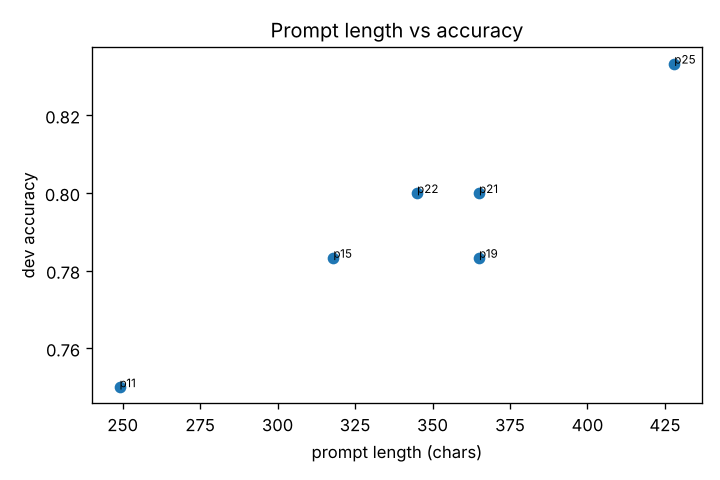 Prompt length vs accuracy
p25
0.82
p22
p21
0.80
p15
p19
0.78
0.76
p11
dev accuracy
250 275 300 325 350 375 400 425
prompt length (chars)